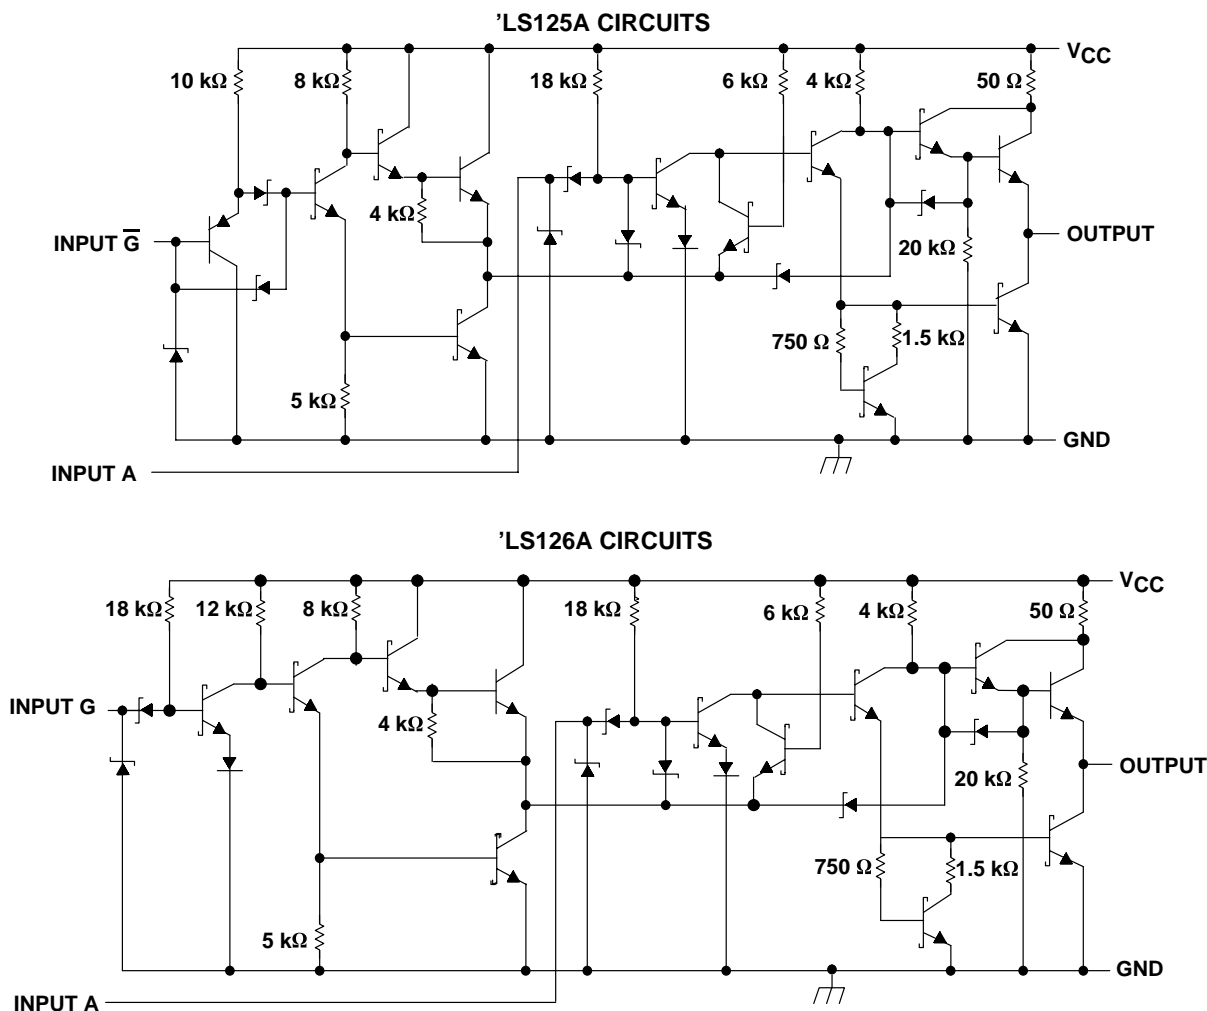 ’LS125A CIRCUITS
VCC
10 kΩ
8 kΩ
18 kΩ
6 kΩ
4 kΩ
50 Ω
4 kΩ
INPUT G̅
OUTPUT
20 kΩ
750 Ω
1.5 kΩ
5 kΩ
GND
INPUT A
’LS126A CIRCUITS
VCC
18 kΩ
12 kΩ
8 kΩ
18 kΩ
6 kΩ
4 kΩ
50 Ω
INPUT G
4 kΩ
OUTPUT
20 kΩ
750 Ω
1.5 kΩ
5 kΩ
GND
INPUT A